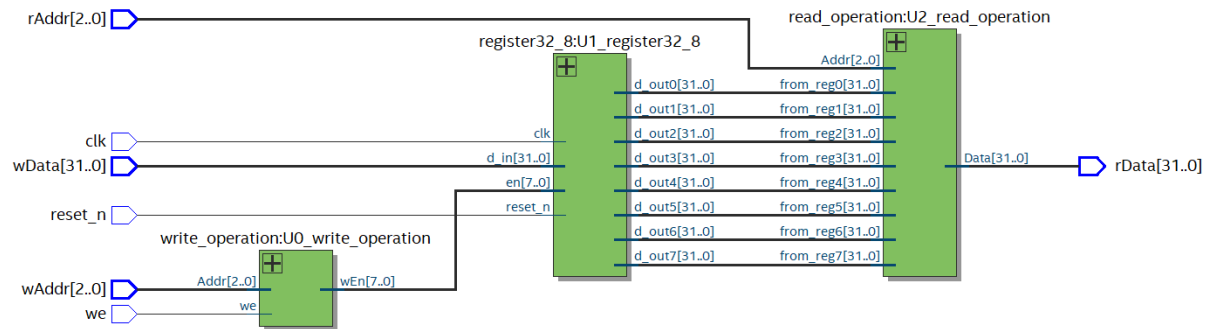 rAddr[2..0]
read_operation:U2_read_operation
register32_8:U1_register32_8
Addr[2..0]
d_out0[31..0] from_reg0[31..0]
d_out1[31..0] from_reg1[31..0]
clk clk d_out2[31..0] from_reg2[31..0]
wData[31..0] d_in[31..0] d_out3[31..0] from_reg3[31..0] Data[31..0] rData[31..0]
en[7..0] d_out4[31..0] from_reg4[31..0]
reset_n reset_n d_out5[31..0] from_reg5[31..0]
write_operation:U0_write_operation d_out6[31..0] from_reg6[31..0]
d_out7[31..0] from_reg7[31..0]
wAddr[2..0] Addr[2..0] wEn[7..0]
we we